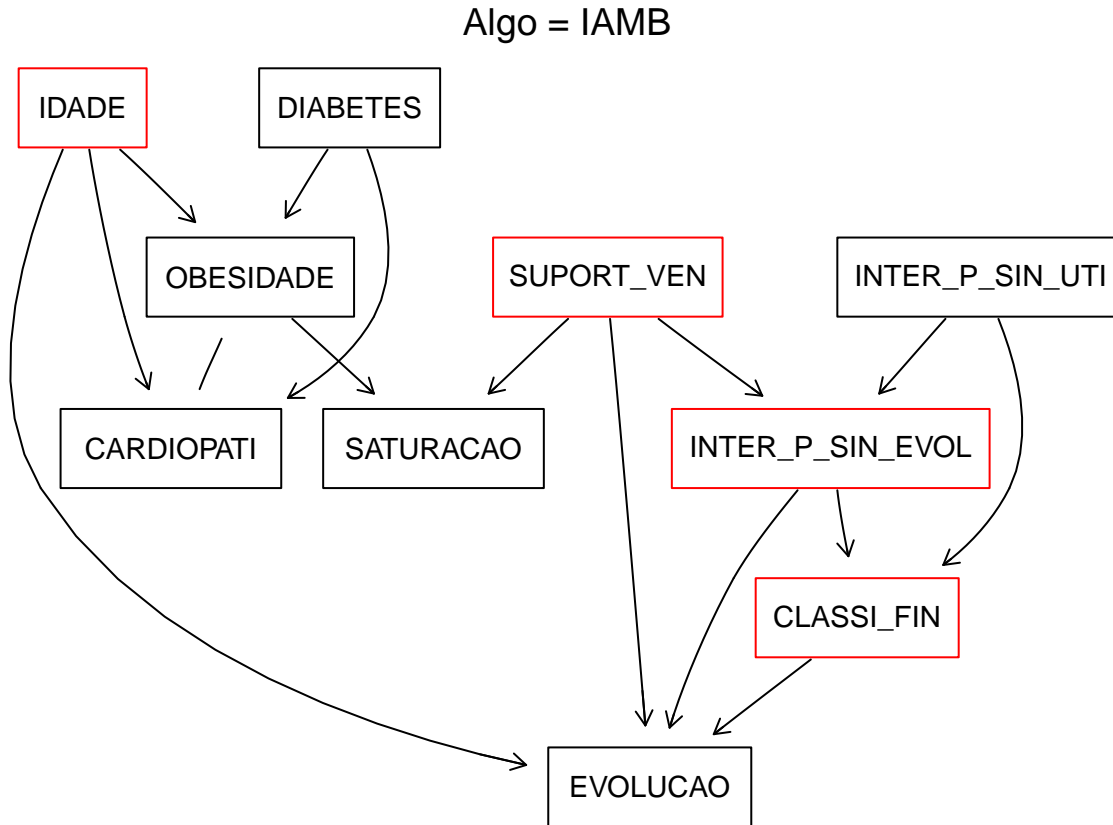 Algo = IAMB
IDADE
DIABETES
OBESIDADE
SUPORT_VEN
INTER_P_SIN_UTI
CARDIOPATI
SATURACAO
INTER_P_SIN_EVOL
CLASSI_FIN
EVOLUCAO